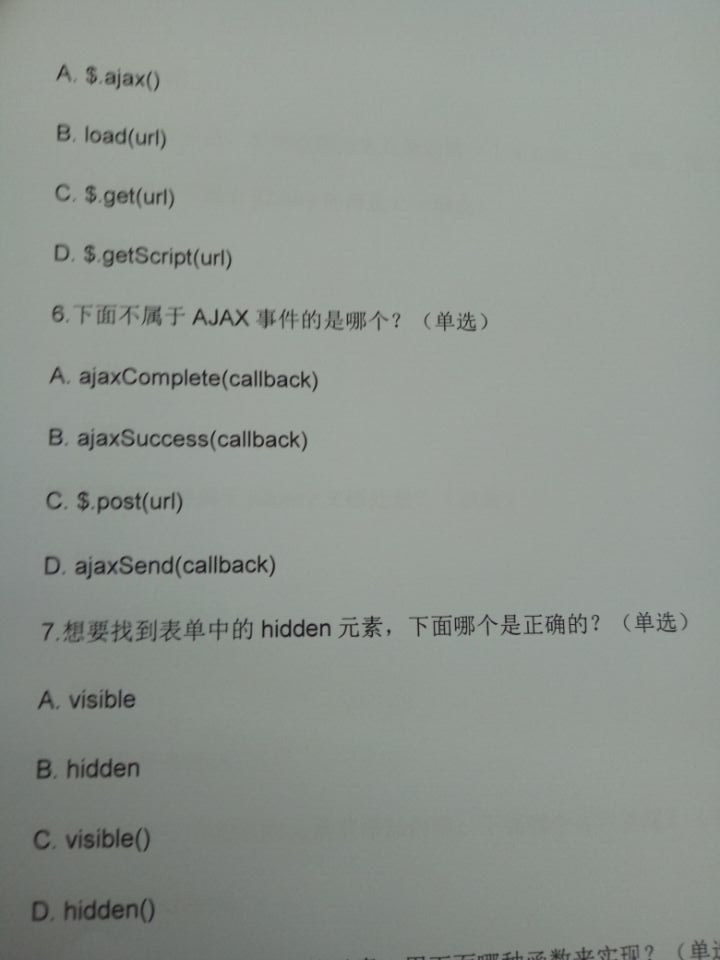 A. $.ajax()
B. load(url)
C. $.get(url)
D. $.getScript(url)
6.下面不属于 AJAX 事件的是哪个？（单选）
A. ajaxComplete(callback)
B. ajaxSuccess(callback)
C. $.post(url)
D. ajaxSend(callback)
7.想要找到表单中的 hidden 元素，下面哪个是正确的？（单选）
A. visible
B. hidden
C. visible()
D. hidden()
用下面哪种函数来实现？（单选